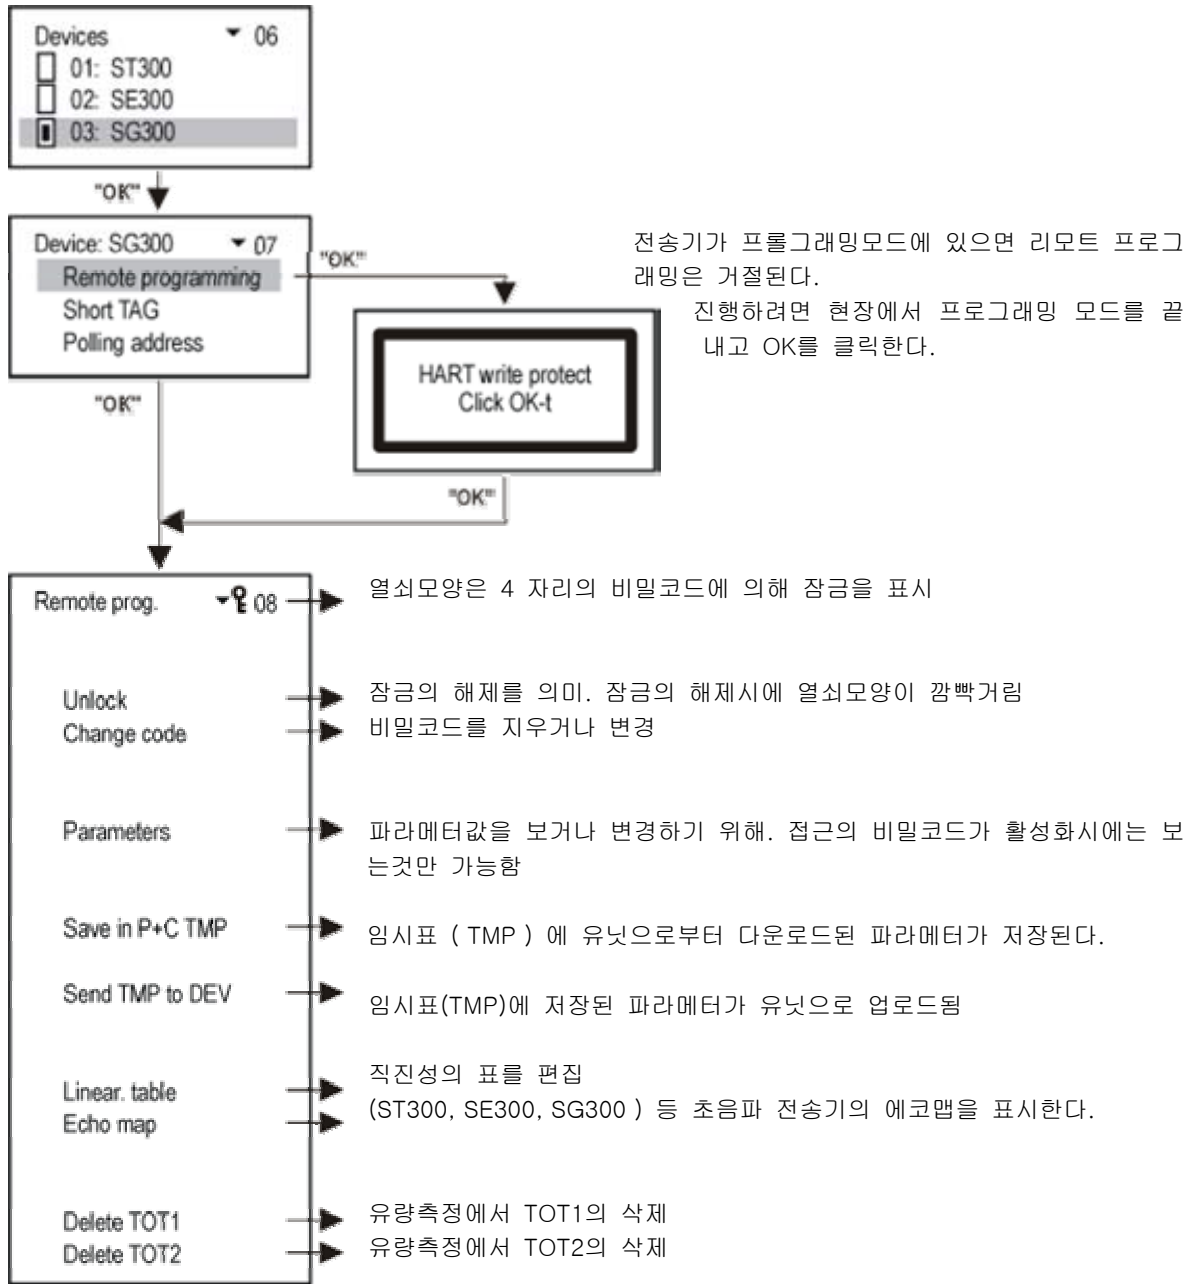 Devices 06
01: ST300
02: SE300
03: SG300
"OK"
Device: SG300 07
Remote programming
Short TAG
Polling address
"OK"
전송기가 프롤그래밍모드에 있으면 리모트 프로그
래밍은 거절된다.
진행하려면 현장에서 프로그래밍 모드를 끝
내고 OK를 클릭한다.
HART write protect
Click OK-t
"OK"
"OK"
Remote prog. 08
열쇠모양은 4 자리의 비밀코드에 의해 잠금을 표시
Unlock
잠금의 해제를 의미. 잠금의 해제시에 열쇠모양이 깜빡거림
Change code
비밀코드를 지우거나 변경
Parameters
파라메터값을 보거나 변경하기 위해. 접근의 비밀코드가 활성화시에는 보
는것만 가능함
Save in P+C TMP
임시표 ( TMP ) 에 유닛으로부터 다운로드된 파라메터가 저장된다.
Send TMP to DEV
임시표(TMP)에 저장된 파라메터가 유닛으로 업로드됨
Linear. table
직진성의 표를 편집
Echo map
(ST300, SE300, SG300 ) 등 초음파 전송기의 에코맵을 표시한다.
Delete TOT1
유량측정에서 TOT1의 삭제
Delete TOT2
유량측정에서 TOT2의 삭제